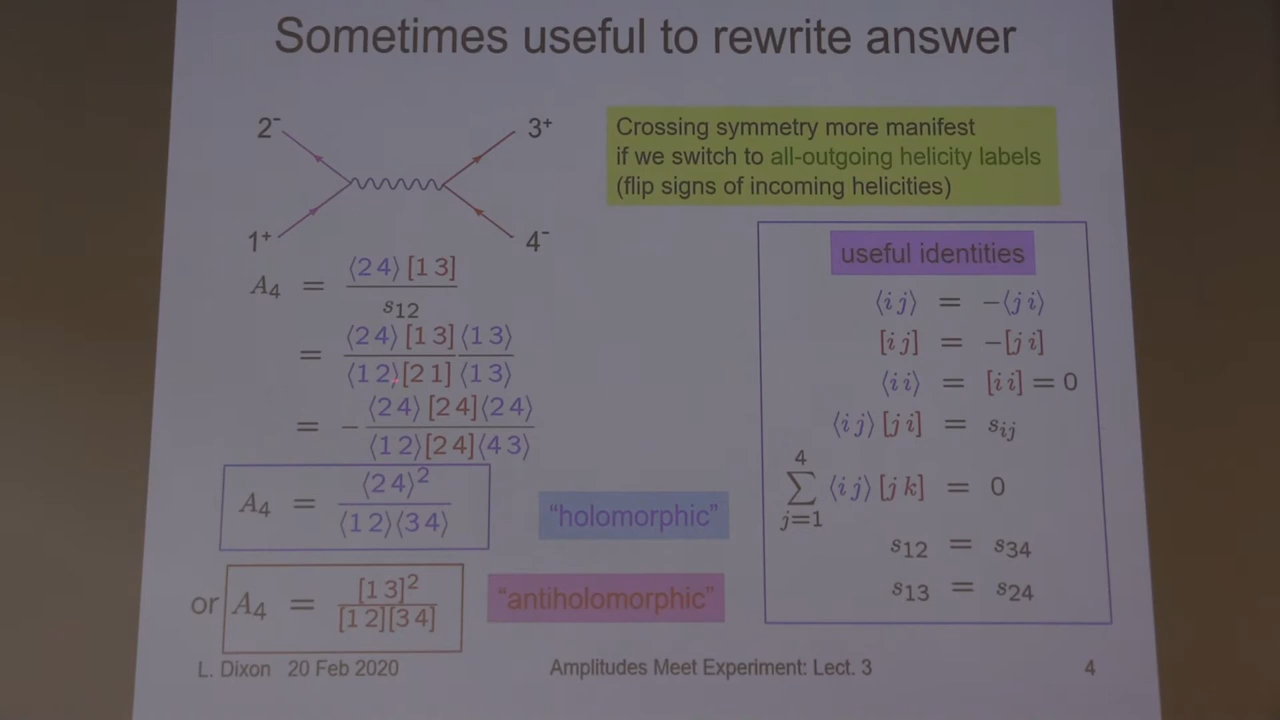 Sometimes useful to rewrite answer
2⁻
3⁺
1⁺
4⁻
Crossing symmetry more manifest
if we switch to all-outgoing helicity labels
(flip signs of incoming helicities)
A₄ = ⟨2 4⟩ [1 3] / s₁₂
= ⟨2 4⟩ [1 3] ⟨1 3⟩ / ⟨1 2⟩[2 1] ⟨1 3⟩
= − ⟨2 4⟩ [2 4]⟨2 4⟩ / ⟨1 2⟩[2 4]⟨4 3⟩
A₄ = ⟨2 4⟩² / ⟨1 2⟩⟨3 4⟩
"holomorphic"
or A₄ = [1 3]² / [1 2][3 4]
"antiholomorphic"
useful identities
⟨i j⟩ = −⟨j i⟩
[i j] = −[j i]
⟨i i⟩ = [i i] = 0
⟨i j⟩ [j i] = sᵢⱼ
4
∑ ⟨i j⟩ [j k] = 0
j=1
s₁₂ = s₃₄
s₁₃ = s₂₄
L. Dixon 20 Feb 2020
Amplitudes Meet Experiment: Lect. 3
4